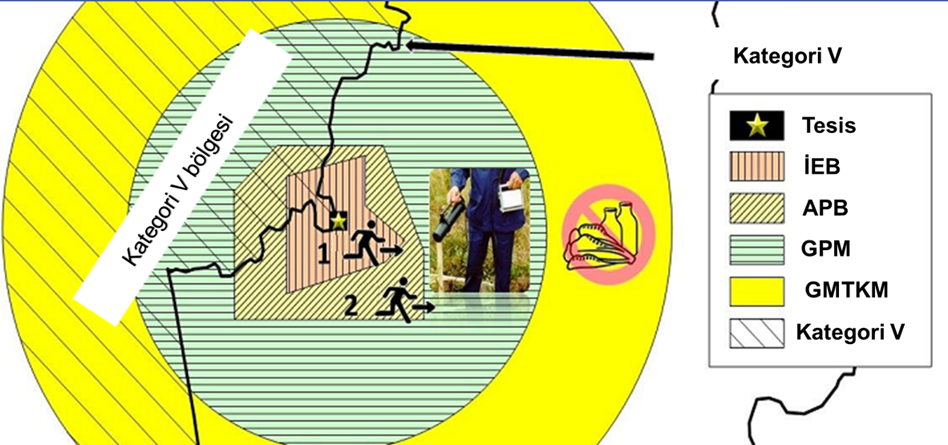 Kategori V
Kategori V bölgesi
1
2
Tesis
İEB
APB
GPM
GMTKM
Kategori V